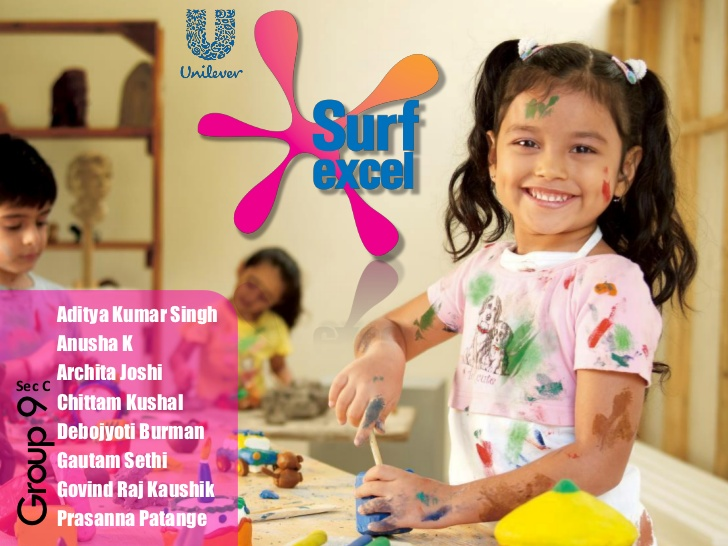 Unilever
Surf
excel
Sec C
Group 9
Aditya Kumar Singh
Anusha K
Archita Joshi
Chittam Kushal
Debojyoti Burman
Gautam Sethi
Govind Raj Kaushik
Prasanna Patange